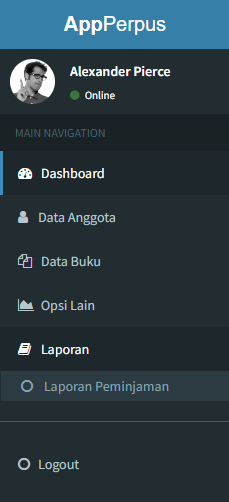 AppPerpus
Alexander Pierce
Online
MAIN NAVIGATION
Dashboard
Data Anggota
Data Buku
Opsi Lain
Laporan
Laporan Peminjaman
Logout